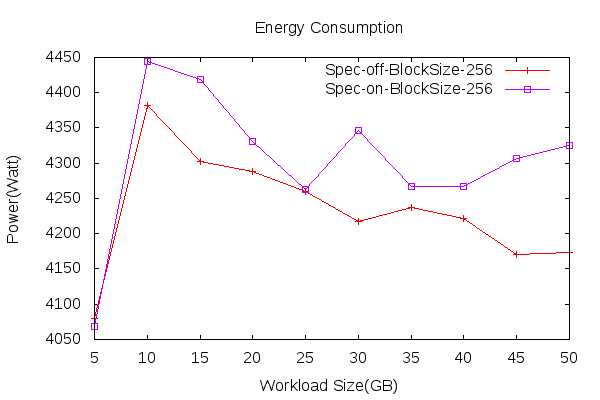 Energy Consumption
4450
4400
4350
4300
4250
4200
4150
4100
4050
Power(Watt)
Spec-off-BlockSize-256
Spec-on-BlockSize-256
5 10 15 20 25 30 35 40 45 50
Workload Size(GB)